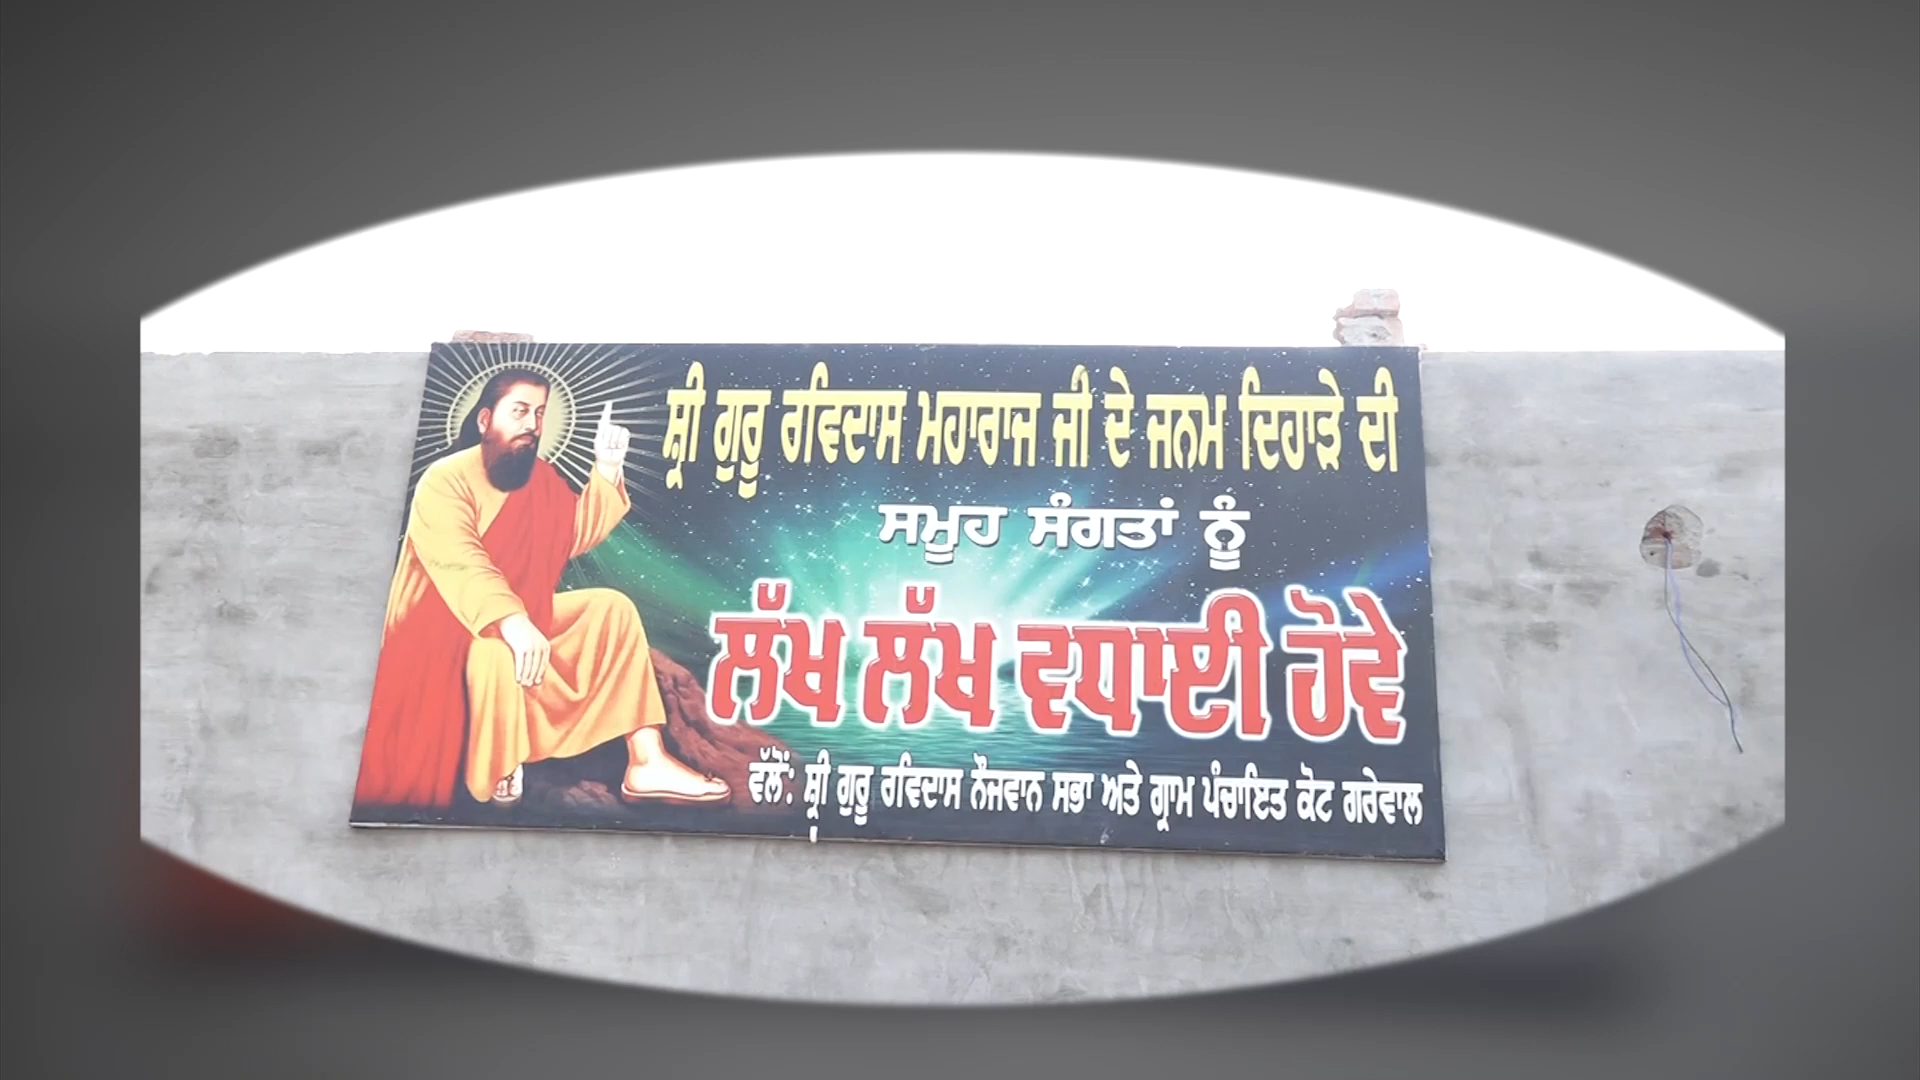 ਸ਼੍ਰੀ ਗੁਰੂ ਰਵਿਦਾਸ ਮਹਾਰਾਜ ਜੀ ਦੇ ਜਨਮ ਦਿਹਾੜੇ ਦੀ
ਸਮੂਹ ਸੰਗਤਾਂ ਨੂੰ
ਲੱਖ ਲੱਖ ਵਧਾਈ ਹੋਵੇ
ਵੱਲੋਂ: ਸ਼੍ਰੀ ਗੁਰੂ ਰਵਿਦਾਸ ਨੌਜਵਾਨ ਸਭਾ ਅਤੇ ਗ੍ਰਾਮ ਪੰਚਾਇਤ ਕੋਟ ਗਰੇਵਾਲ